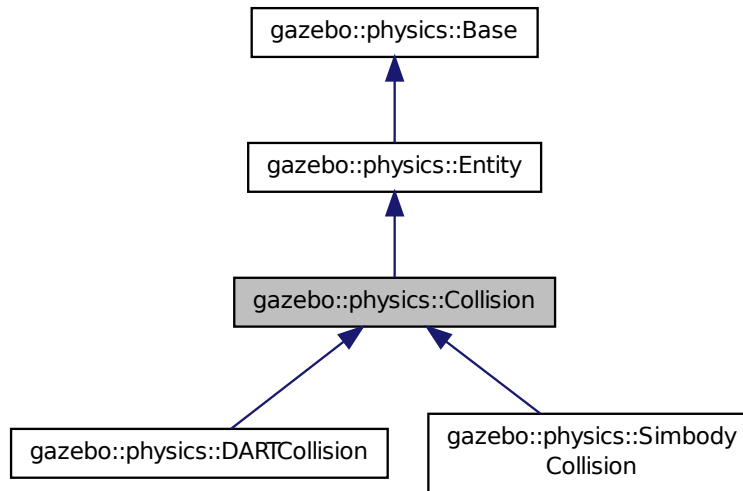 gazebo::physics::Base
gazebo::physics::Entity
gazebo::physics::Collision
gazebo::physics::DARTCollision
gazebo::physics::Simbody
Collision